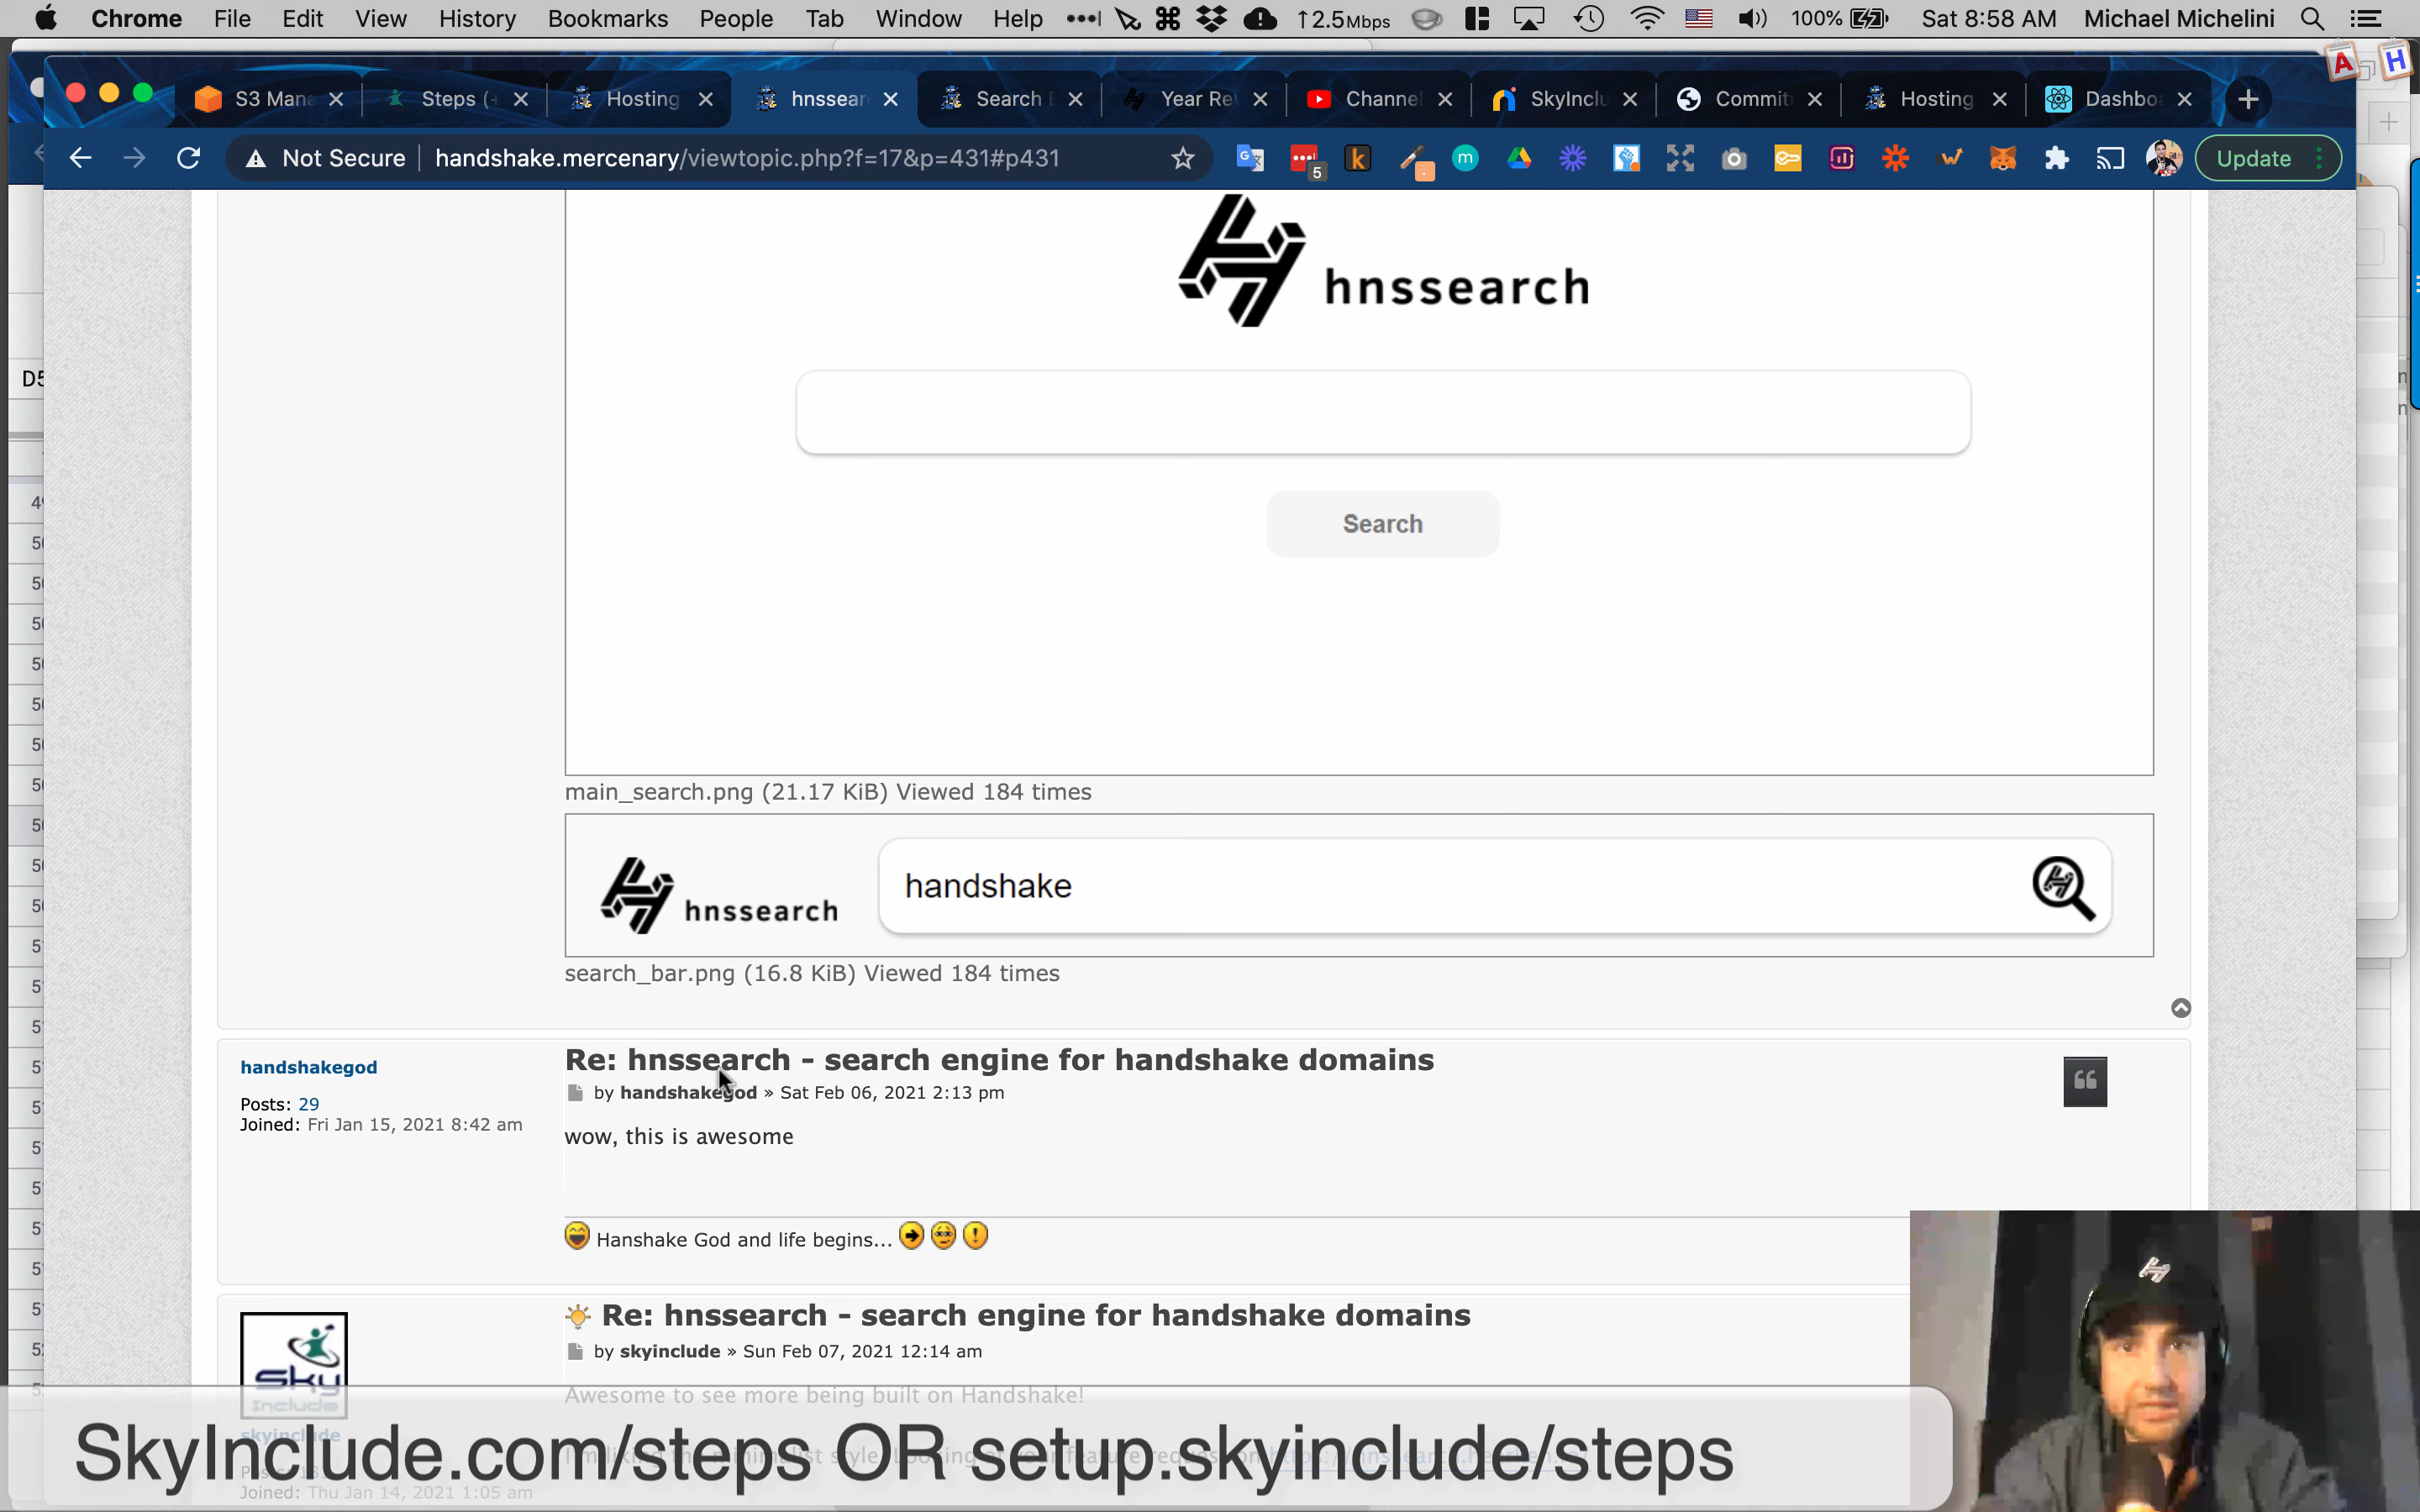 Chrome File Edit View History Bookmarks People Tab Window Help ↑2.5Mbps 100% Sat 8:58 AM Michael Michelini
A H
S3 Mana Steps (+ Hosting hnssear Search Year Re Channel SkyInclu Commit Hosting Dashbo
Not Secure handshake.mercenary/viewtopic.php?f=17&p=431#p431 5 Update
hnssearch
D5
Search
main_search.png (21.17 KiB) Viewed 184 times
hnssearch handshake
search_bar.png (16.8 KiB) Viewed 184 times
handshakegod
Posts: 29
Joined: Fri Jan 15, 2021 8:42 am
Re: hnssearch - search engine for handshake domains
by handshakegod » Sat Feb 06, 2021 2:13 pm
wow, this is awesome
Hanshake God and life begins...
Re: hnssearch - search engine for handshake domains
by skyinclude » Sun Feb 07, 2021 12:14 am
Awesome to see more being built on Handshake!
Sky
Include
skyinclude
Joined: Thu Jan 14, 2021 1:05 am
SkyInclude.com/steps OR setup.skyinclude/steps